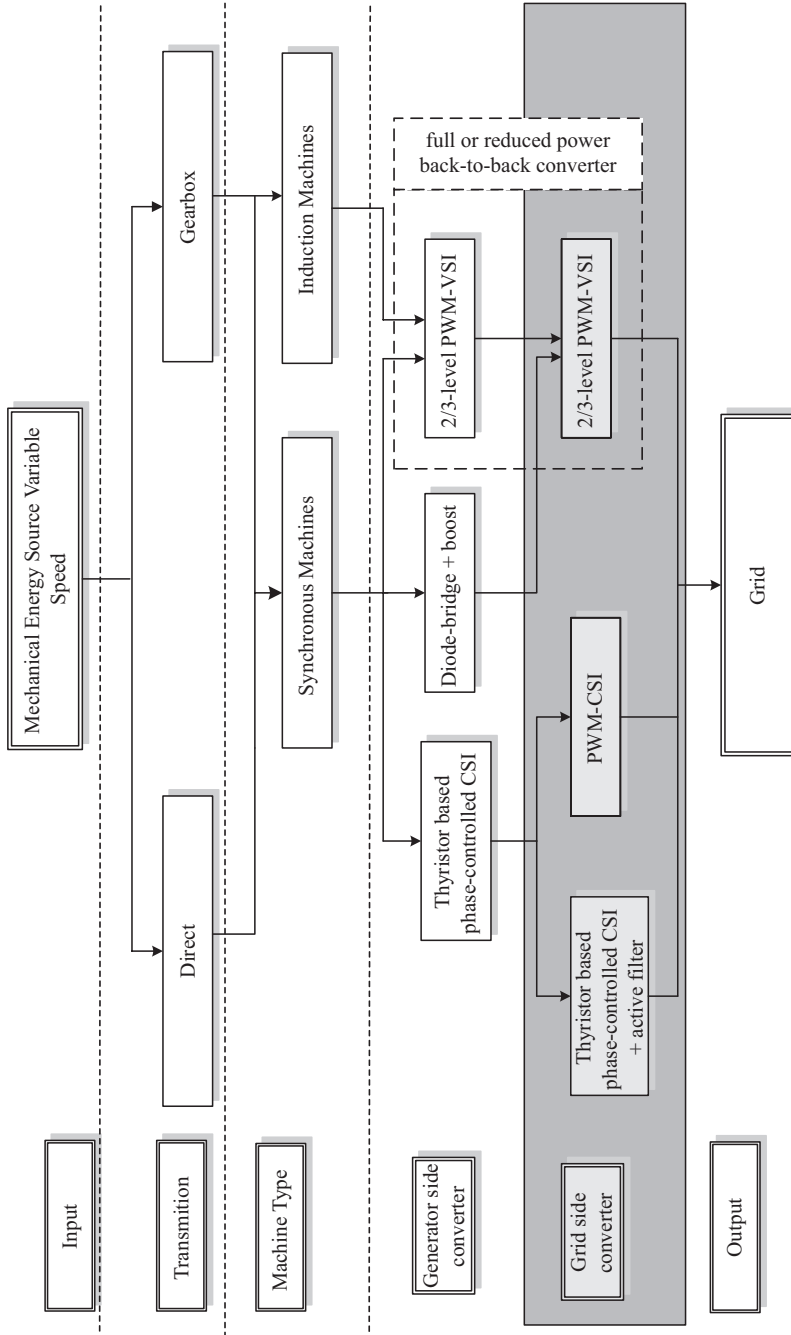 Input
Mechanical Energy Source Variable
Speed
Transmition
Direct
Gearbox
Machine Type
Synchronous Machines
Induction Machines
Generator side
converter
Thyristor based
phase-controlled CSI
Diode-bridge + boost
2/3-level PWM-VSI
full or reduced power
back-to-back converter
Grid side
converter
Thyristor based
phase-controlled CSI
+ active filter
PWM-CSI
2/3-level PWM-VSI
Output
Grid